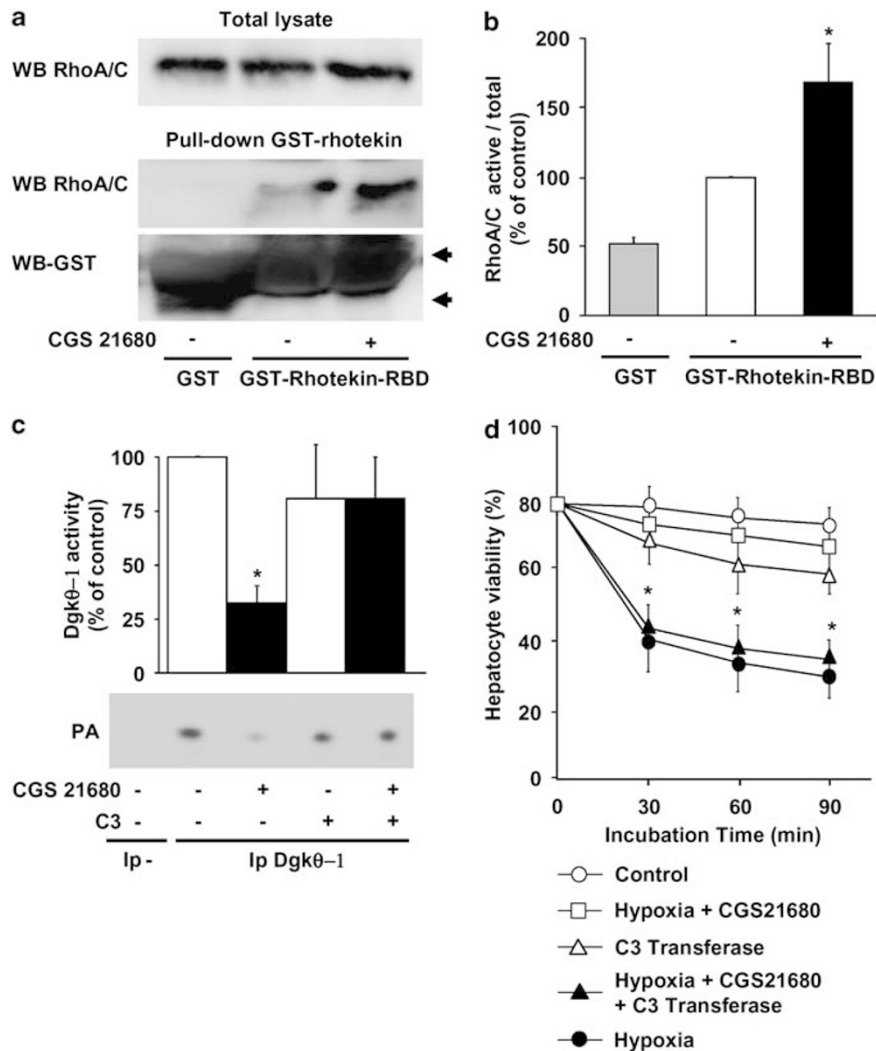 a
Total lysate
WB RhoA/C
Pull-down GST-rhotekin
WB RhoA/C
WB-GST
CGS 21680 - - +
GST GST-Rhotekin-RBD
b
RhoA/C active / total
(% of control)
200
150
100
50
0
*
CGS 21680 - - +
GST GST-Rhotekin-RBD
c
Dgkθ–1 activity
(% of control)
100
75
50
25
0
*
PA
CGS 21680 - - + - +
C3 - - - + +
Ip - Ip Dgkθ–1
d
Hepatocyte viability (%)
100
80
60
40
20
0
* * *
0 30 60 90
Incubation Time (min)
Control
Hypoxia + CGS21680
C3 Transferase
Hypoxia + CGS21680
+ C3 Transferase
Hypoxia